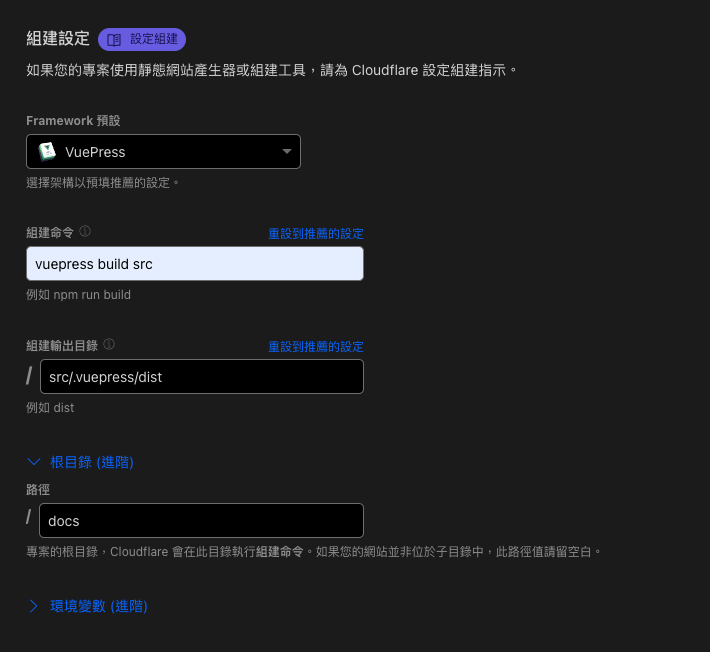 組建設定 設定組建
如果您的專案使用靜態網站產生器或組建工具，請為 Cloudflare 設定組建指示。
Framework 預設
VuePress
選擇架構以預填推薦的設定。
組建命令 重設到推薦的設定
vuepress build src
例如 npm run build
組建輸出目錄 重設到推薦的設定
/ src/.vuepress/dist
例如 dist
根目錄 (進階)
路徑
/ docs
專案的根目錄，Cloudflare 會在此目錄執行組建命令。如果您的網站並非位於子目錄中，此路徑值請留空白。
環境變數 (進階)